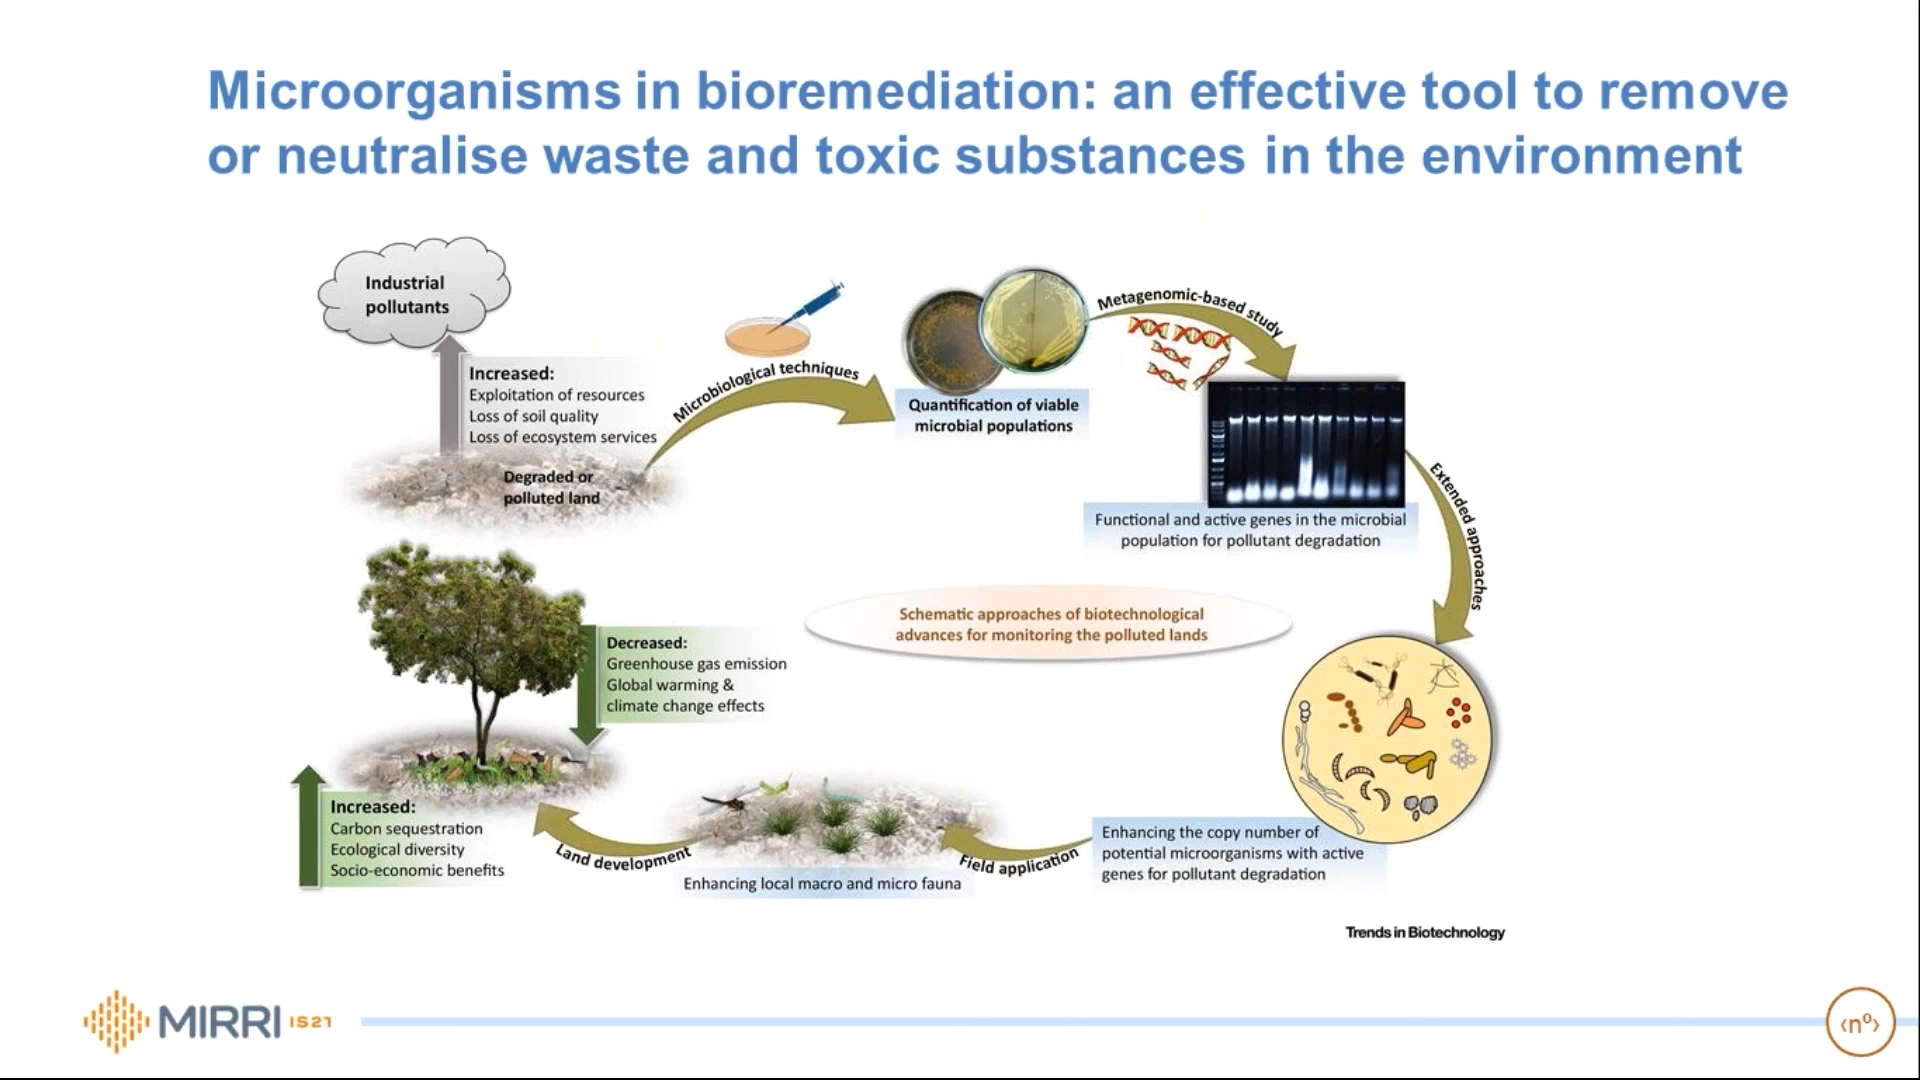 Microorganisms in bioremediation: an effective tool to remove
or neutralise waste and toxic substances in the environment
Industrial
pollutants
Increased:
Exploitation of resources
Loss of soil quality
Loss of ecosystem services
Degraded or
polluted land
Microbiological techniques
Quantification of viable
microbial populations
Metagenomic-based study
Functional and active genes in the microbial
population for pollutant degradation
Extended approaches
Schematic approaches of biotechnological
advances for monitoring the polluted lands
Decreased:
Greenhouse gas emission
Global warming &
climate change effects
Increased:
Carbon sequestration
Ecological diversity
Socio-economic benefits
Land development
Enhancing local macro and micro fauna
Field application
Enhancing the copy number of
potential microorganisms with active
genes for pollutant degradation
Trends in Biotechnology
MIRRI IS21
‹nº›